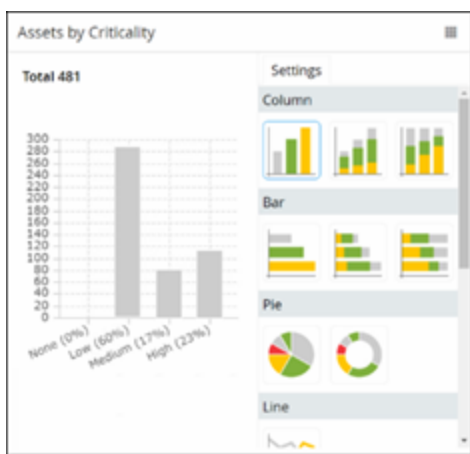 Assets by Criticality
Total 481
300
280
260
240
220
200
180
160
140
120
100
80
60
40
20
0
None (0%)
Low (60%)
Medium (17%)
High (23%)
Settings
Column
Bar
Pie
Line